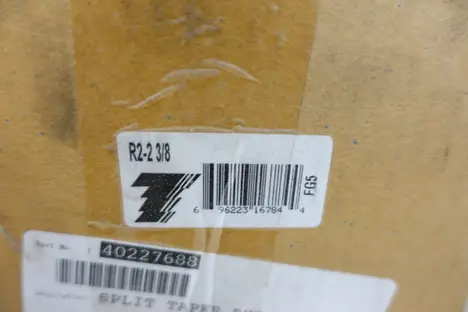 R2-2 3/8
FG5
6 96223 16784 4
Part No. : 40227688
SPLIT TAPER